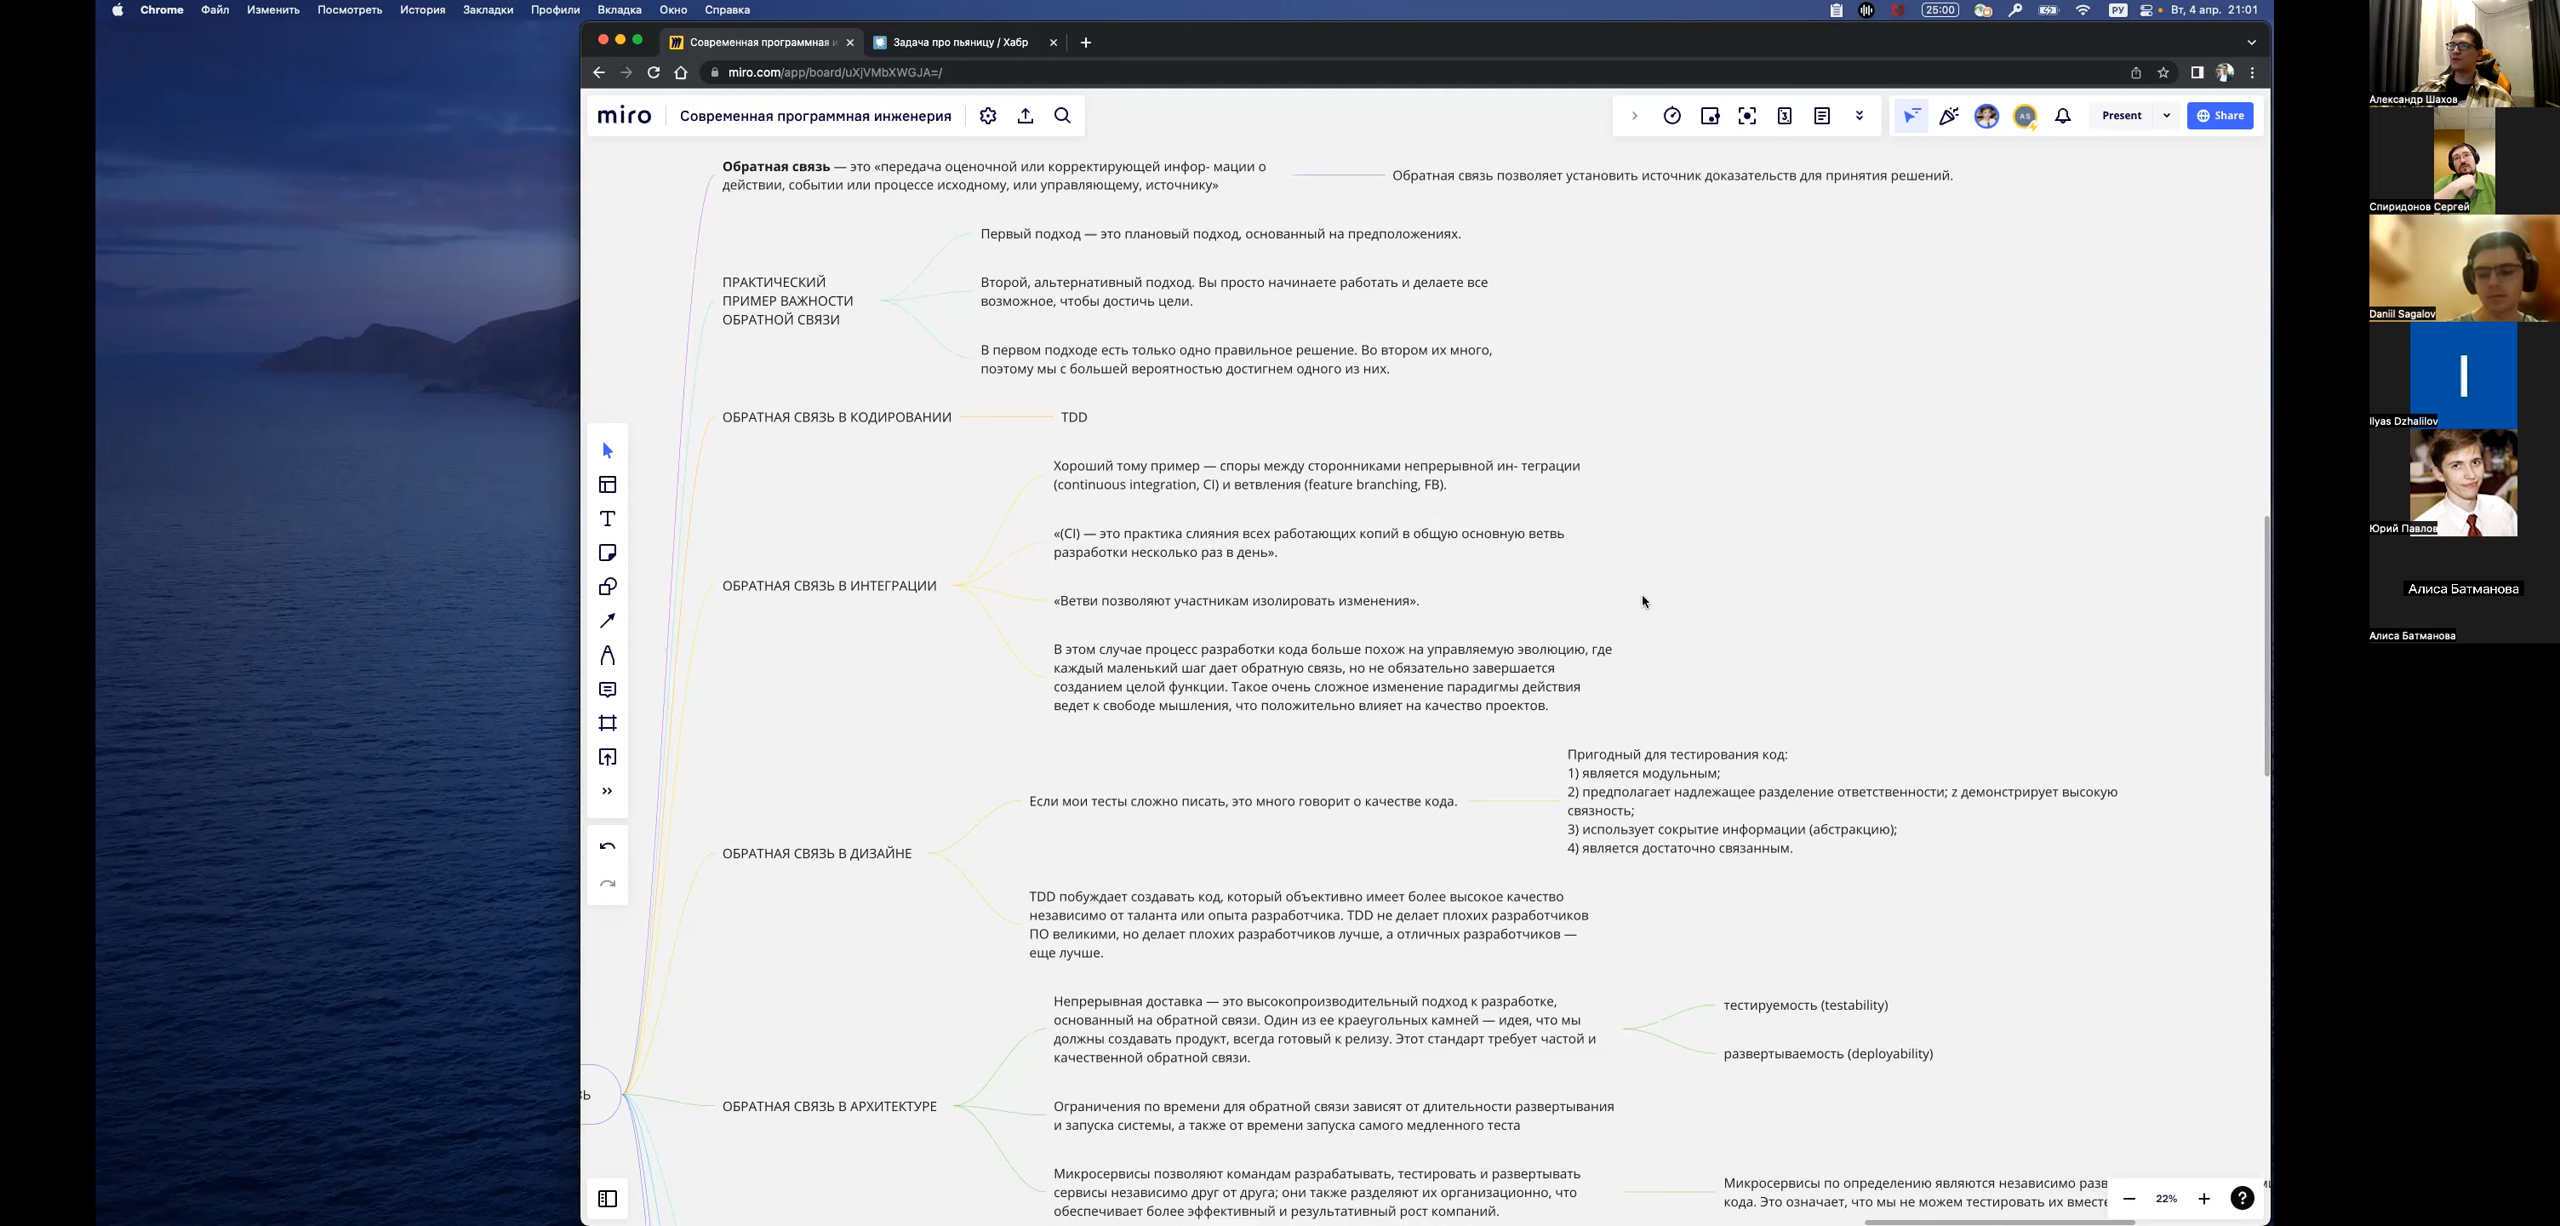 Chrome Файл Изменить Посмотреть История Закладки Профили Вкладка Окно Справка
25:00 РУ Вт, 4 апр. 21:01
Современная программная и
Задача про пьяницу / Хабр
miro.com/app/board/uXjVMbXWGJA=/
miro Современная программная инженерия
AS Present Share
Обратная связь — это «передача оценочной или корректирующей инфор- мации о
действии, событии или процессе исходному, или управляющему, источнику»
Обратная связь позволяет установить источник доказательств для принятия решений.
ПРАКТИЧЕСКИЙ
ПРИМЕР ВАЖНОСТИ
ОБРАТНОЙ СВЯЗИ
Первый подход — это плановый подход, основанный на предположениях.
Второй, альтернативный подход. Вы просто начинаете работать и делаете все
возможное, чтобы достичь цели.
В первом подходе есть только одно правильное решение. Во втором их много,
поэтому мы с большей вероятностью достигнем одного из них.
ОБРАТНАЯ СВЯЗЬ В КОДИРОВАНИИ
TDD
ОБРАТНАЯ СВЯЗЬ В ИНТЕГРАЦИИ
Хороший тому пример — споры между сторонниками непрерывной ин- теграции
(continuous integration, CI) и ветвления (feature branching, FB).
«(CI) — это практика слияния всех работающих копий в общую основную ветвь
разработки несколько раз в день».
«Ветви позволяют участникам изолировать изменения».
В этом случае процесс разработки кода больше похож на управляемую эволюцию, где
каждый маленький шаг дает обратную связь, но не обязательно завершается
созданием целой функции. Такое очень сложное изменение парадигмы действия
ведет к свободе мышления, что положительно влияет на качество проектов.
ОБРАТНАЯ СВЯЗЬ В ДИЗАЙНЕ
Если мои тесты сложно писать, это много говорит о качестве кода.
Пригодный для тестирования код:
1) является модульным;
2) предполагает надлежащее разделение ответственности; z демонстрирует высокую
связность;
3) использует сокрытие информации (абстракцию);
4) является достаточно связанным.
TDD побуждает создавать код, который объективно имеет более высокое качество
независимо от таланта или опыта разработчика. TDD не делает плохих разработчиков
ПО великими, но делает плохих разработчиков лучше, а отличных разработчиков —
еще лучше.
ЗЬ
ОБРАТНАЯ СВЯЗЬ В АРХИТЕКТУРЕ
Непрерывная доставка — это высокопроизводительный подход к разработке,
основанный на обратной связи. Один из ее краеугольных камней — идея, что мы
должны создавать продукт, всегда готовый к релизу. Этот стандарт требует частой и
качественной обратной связи.
тестируемость (testability)
развертываемость (deployability)
Ограничения по времени для обратной связи зависят от длительности развертывания
и запуска системы, а также от времени запуска самого медленного теста
Микросервисы позволяют командам разрабатывать, тестировать и развертывать
сервисы независимо друг от друга; они также разделяют их организационно, что
обеспечивает более эффективный и результативный рост компаний.
Микросервисы по определению являются независимо разв
кода. Это означает, что мы не можем тестировать их вместе
22%
Александр Шахов
Спиридонов Сергей
Daniil Sagalov
I
Ilyas Dzhalilov
Юрий Павлов
Алиса Батманова
Алиса Батманова